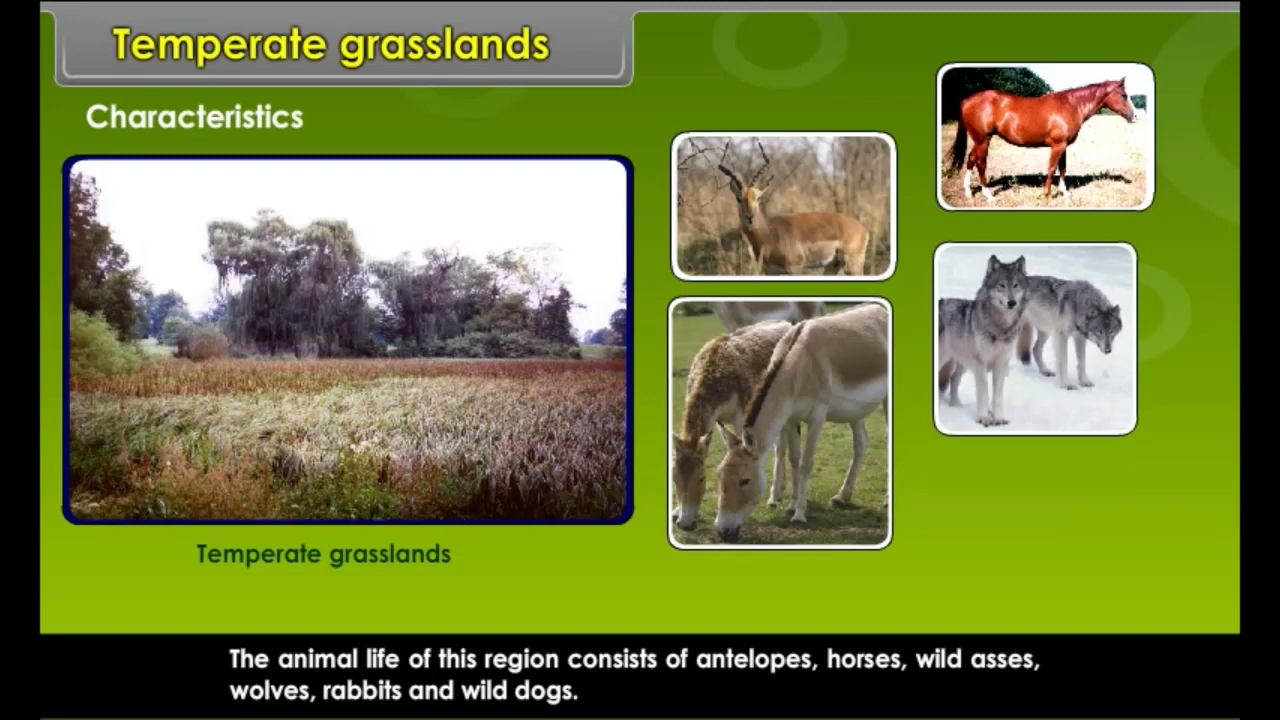 Temperate grasslands
Characteristics
Temperate grasslands
The animal life of this region consists of antelopes, horses, wild asses,
wolves, rabbits and wild dogs.